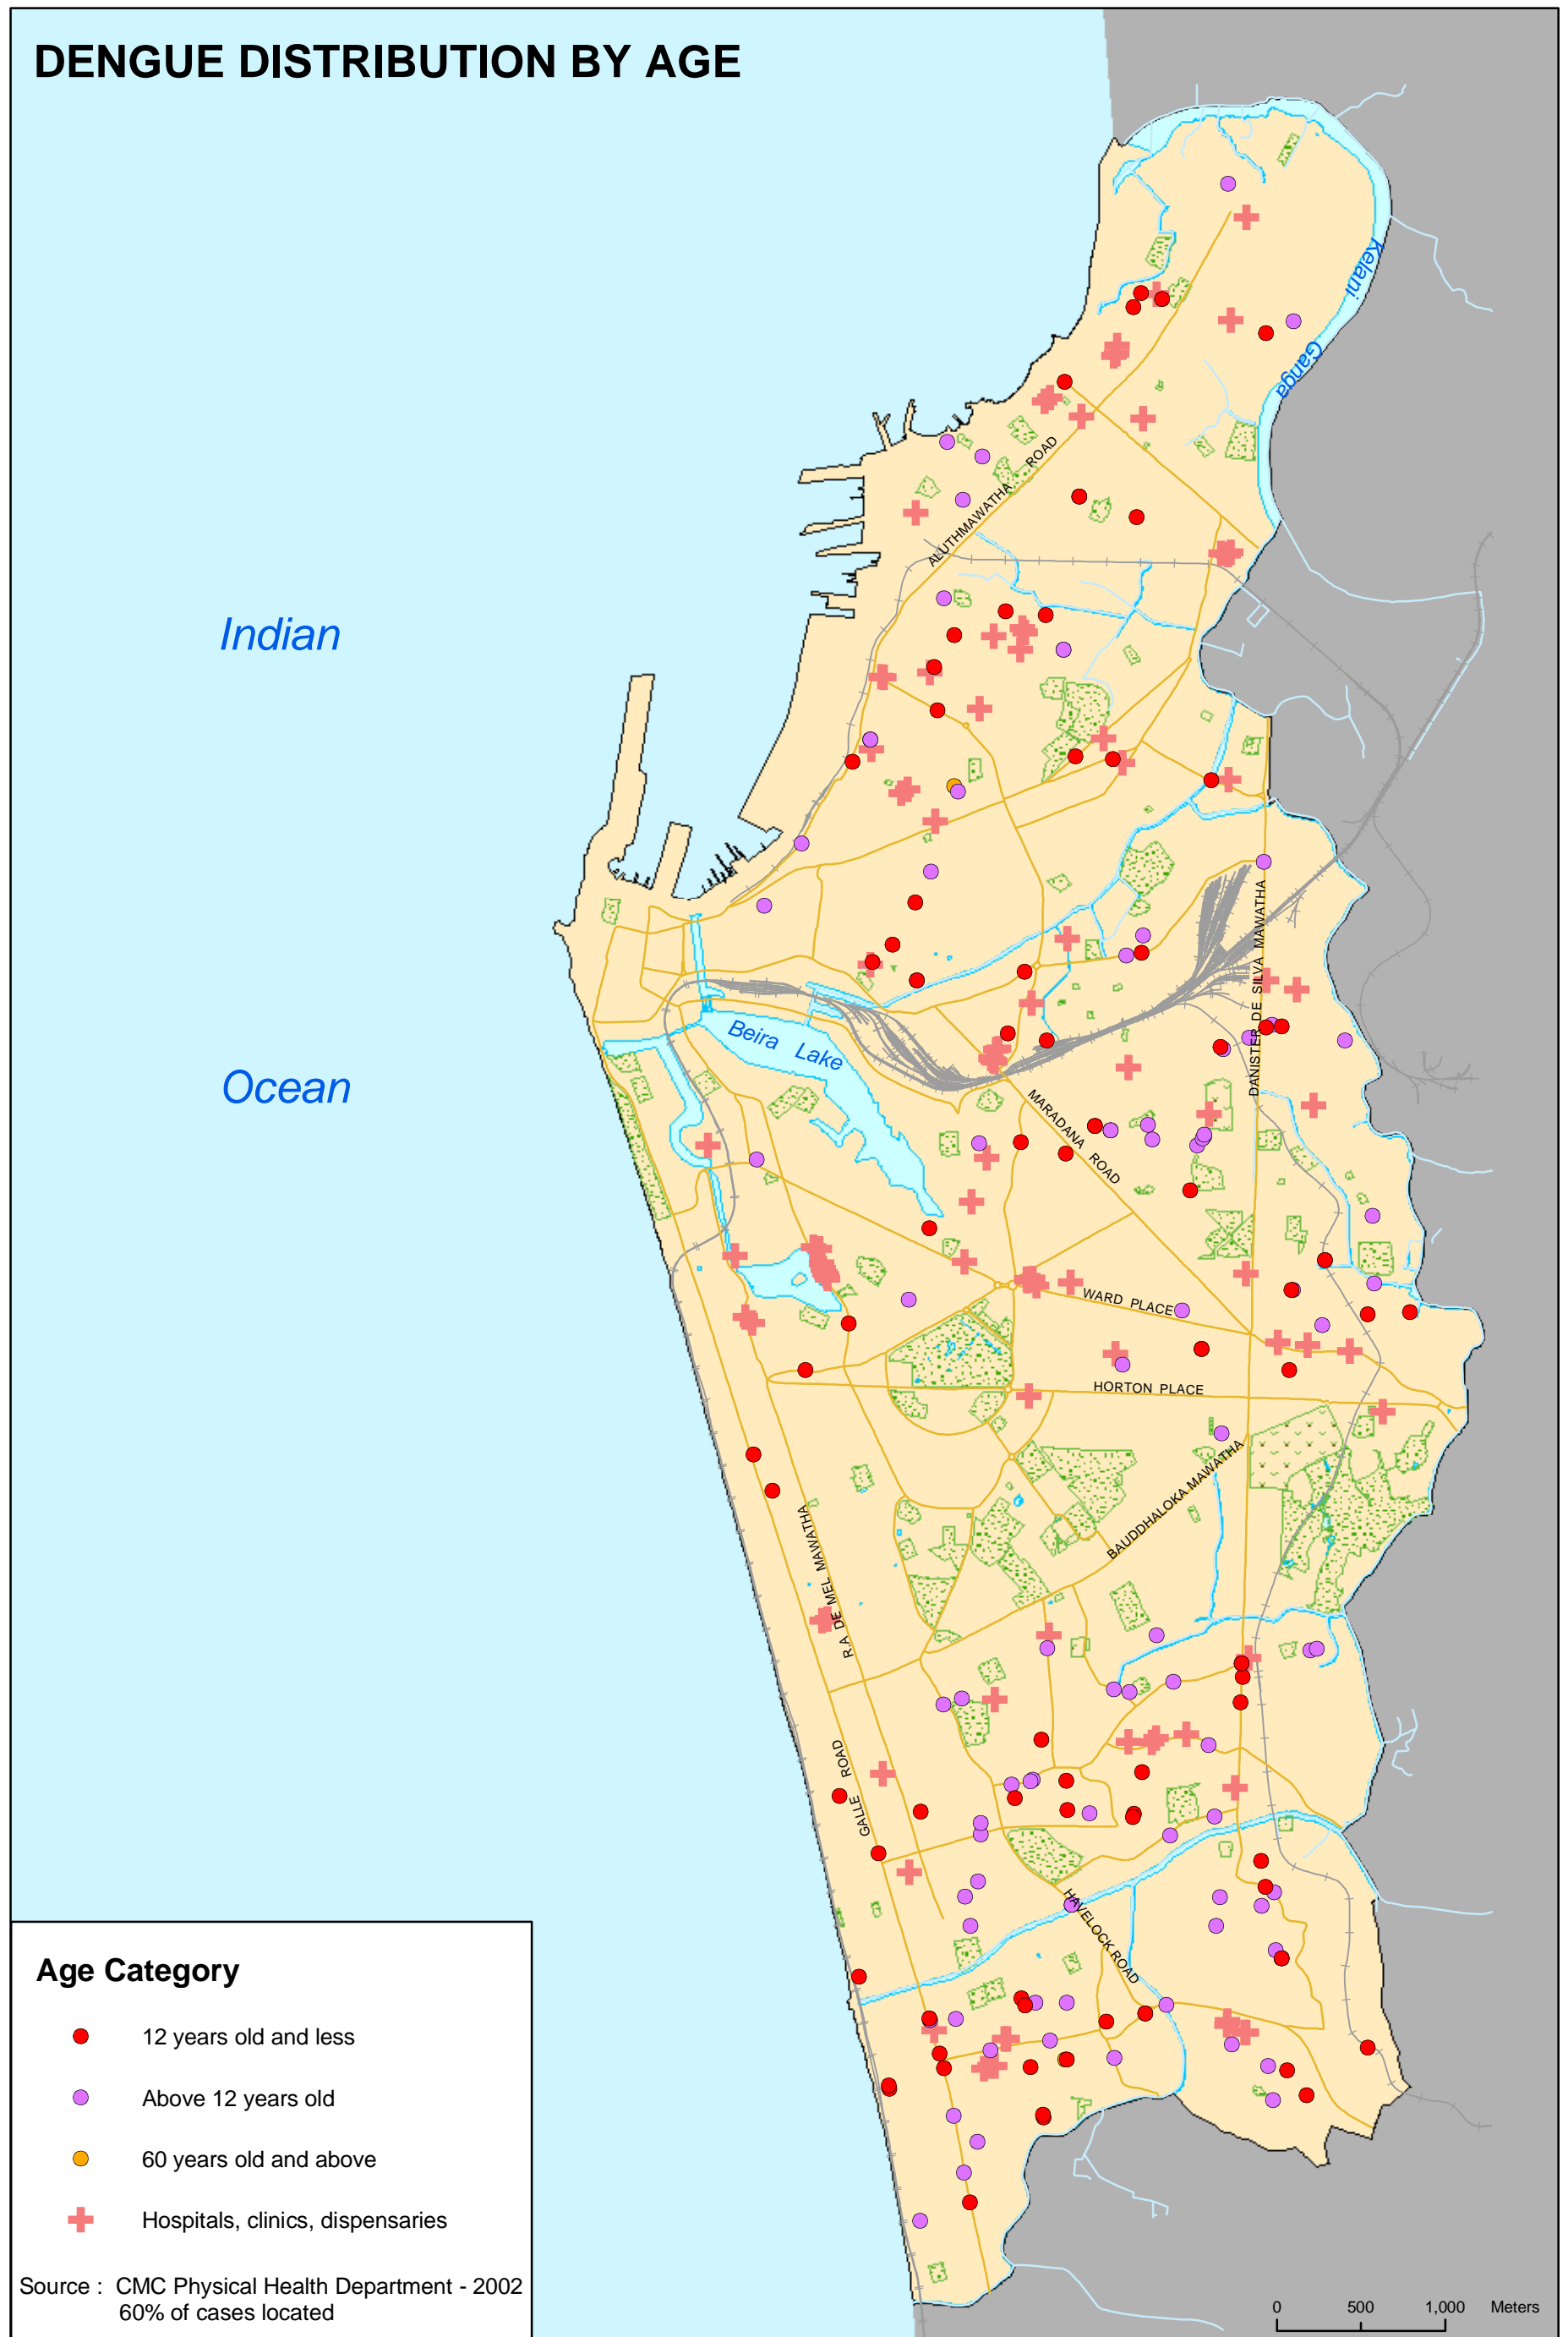 DENGUE DISTRIBUTION BY AGE
Kelani
Ganga
ALUTHMAWATHA ROAD
Indian
Ocean
DANISTER DE SILVA MAWATHA
Beira Lake
MARADANA ROAD
WARD PLACE
HORTON PLACE
BAUDDHALOKA MAWATHA
R.A. DE MEL MAWATHA
GALLE ROAD
HAVELOCK ROAD
Age Category
12 years old and less
Above 12 years old
60 years old and above
Hospitals, clinics, dispensaries
Source : CMC Physical Health Department - 2002
60% of cases located
0 500 1,000 Meters